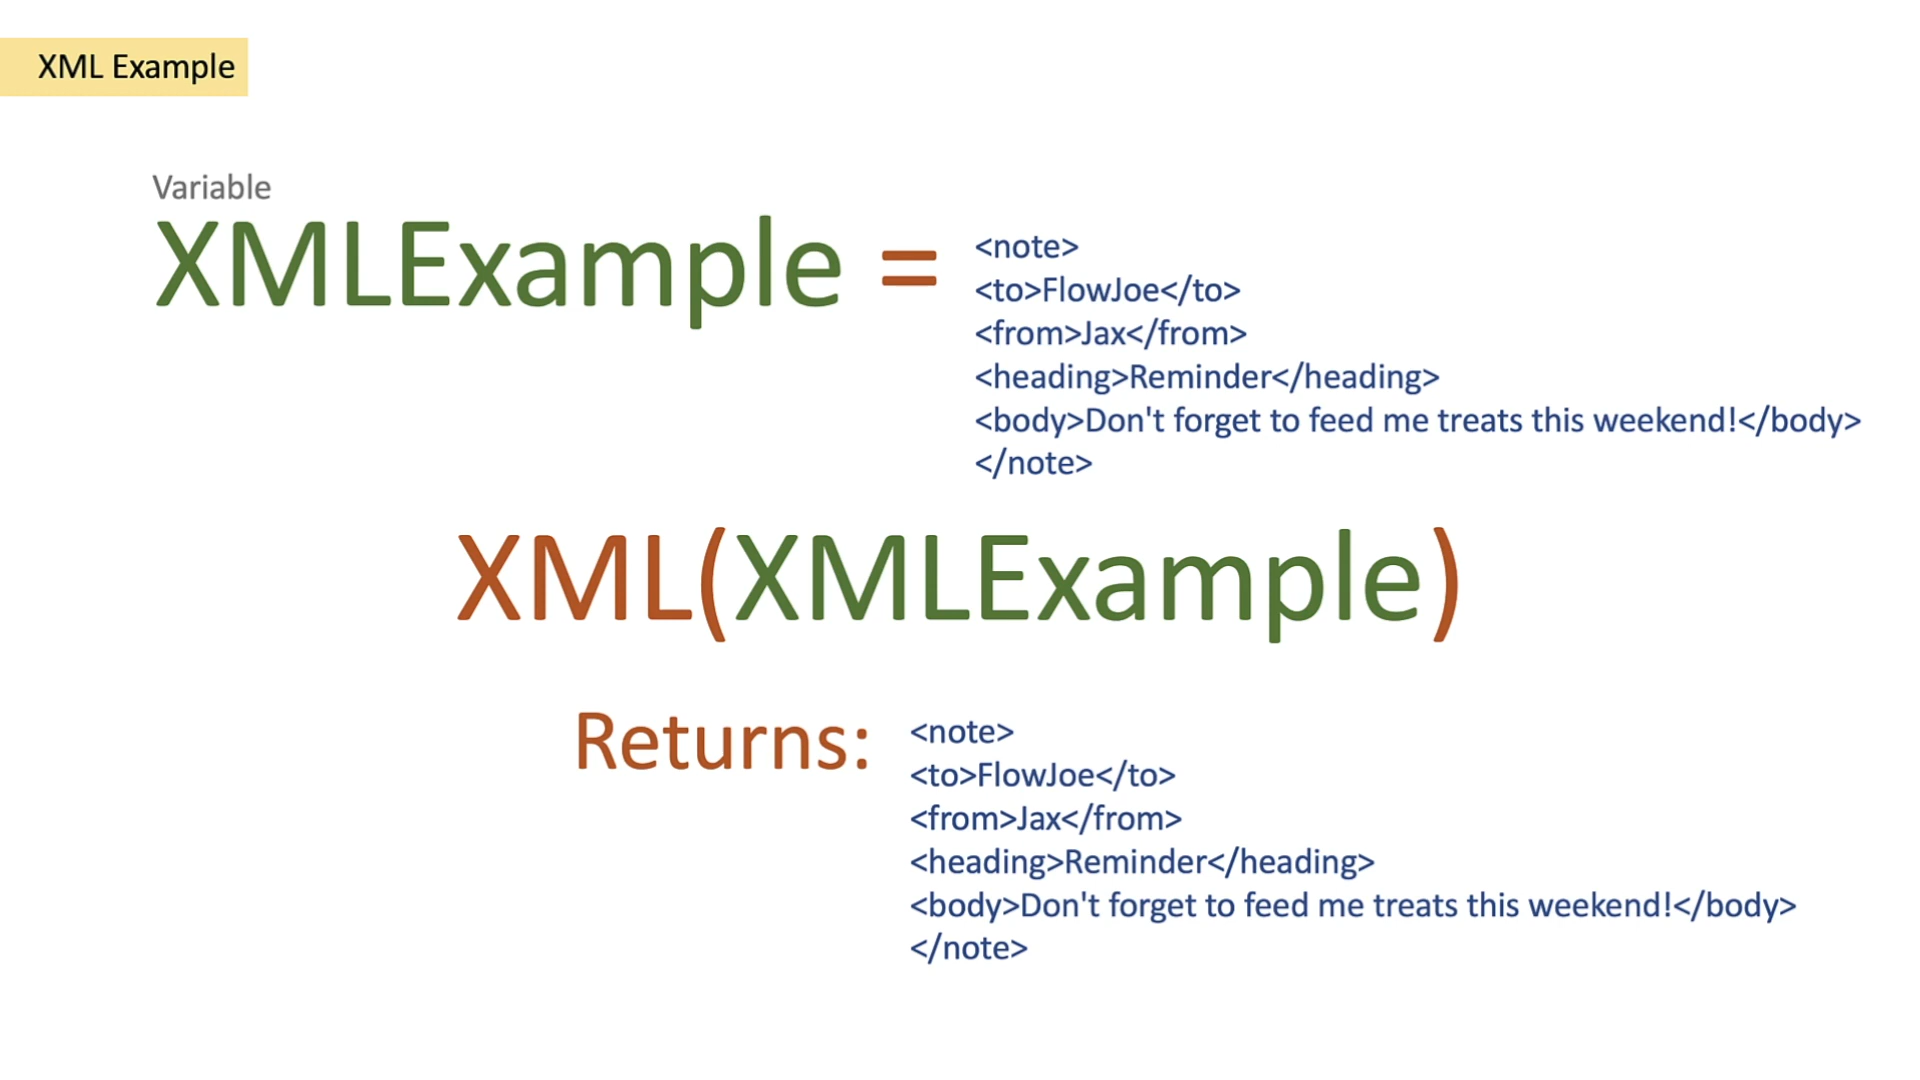 XML Example
Variable
XMLExample =
<note>
<to>FlowJoe</to>
<from>Jax</from>
<heading>Reminder</heading>
<body>Don't forget to feed me treats this weekend!</body>
</note>
XML(XMLExample)
Returns:
<note>
<to>FlowJoe</to>
<from>Jax</from>
<heading>Reminder</heading>
<body>Don't forget to feed me treats this weekend!</body>
</note>